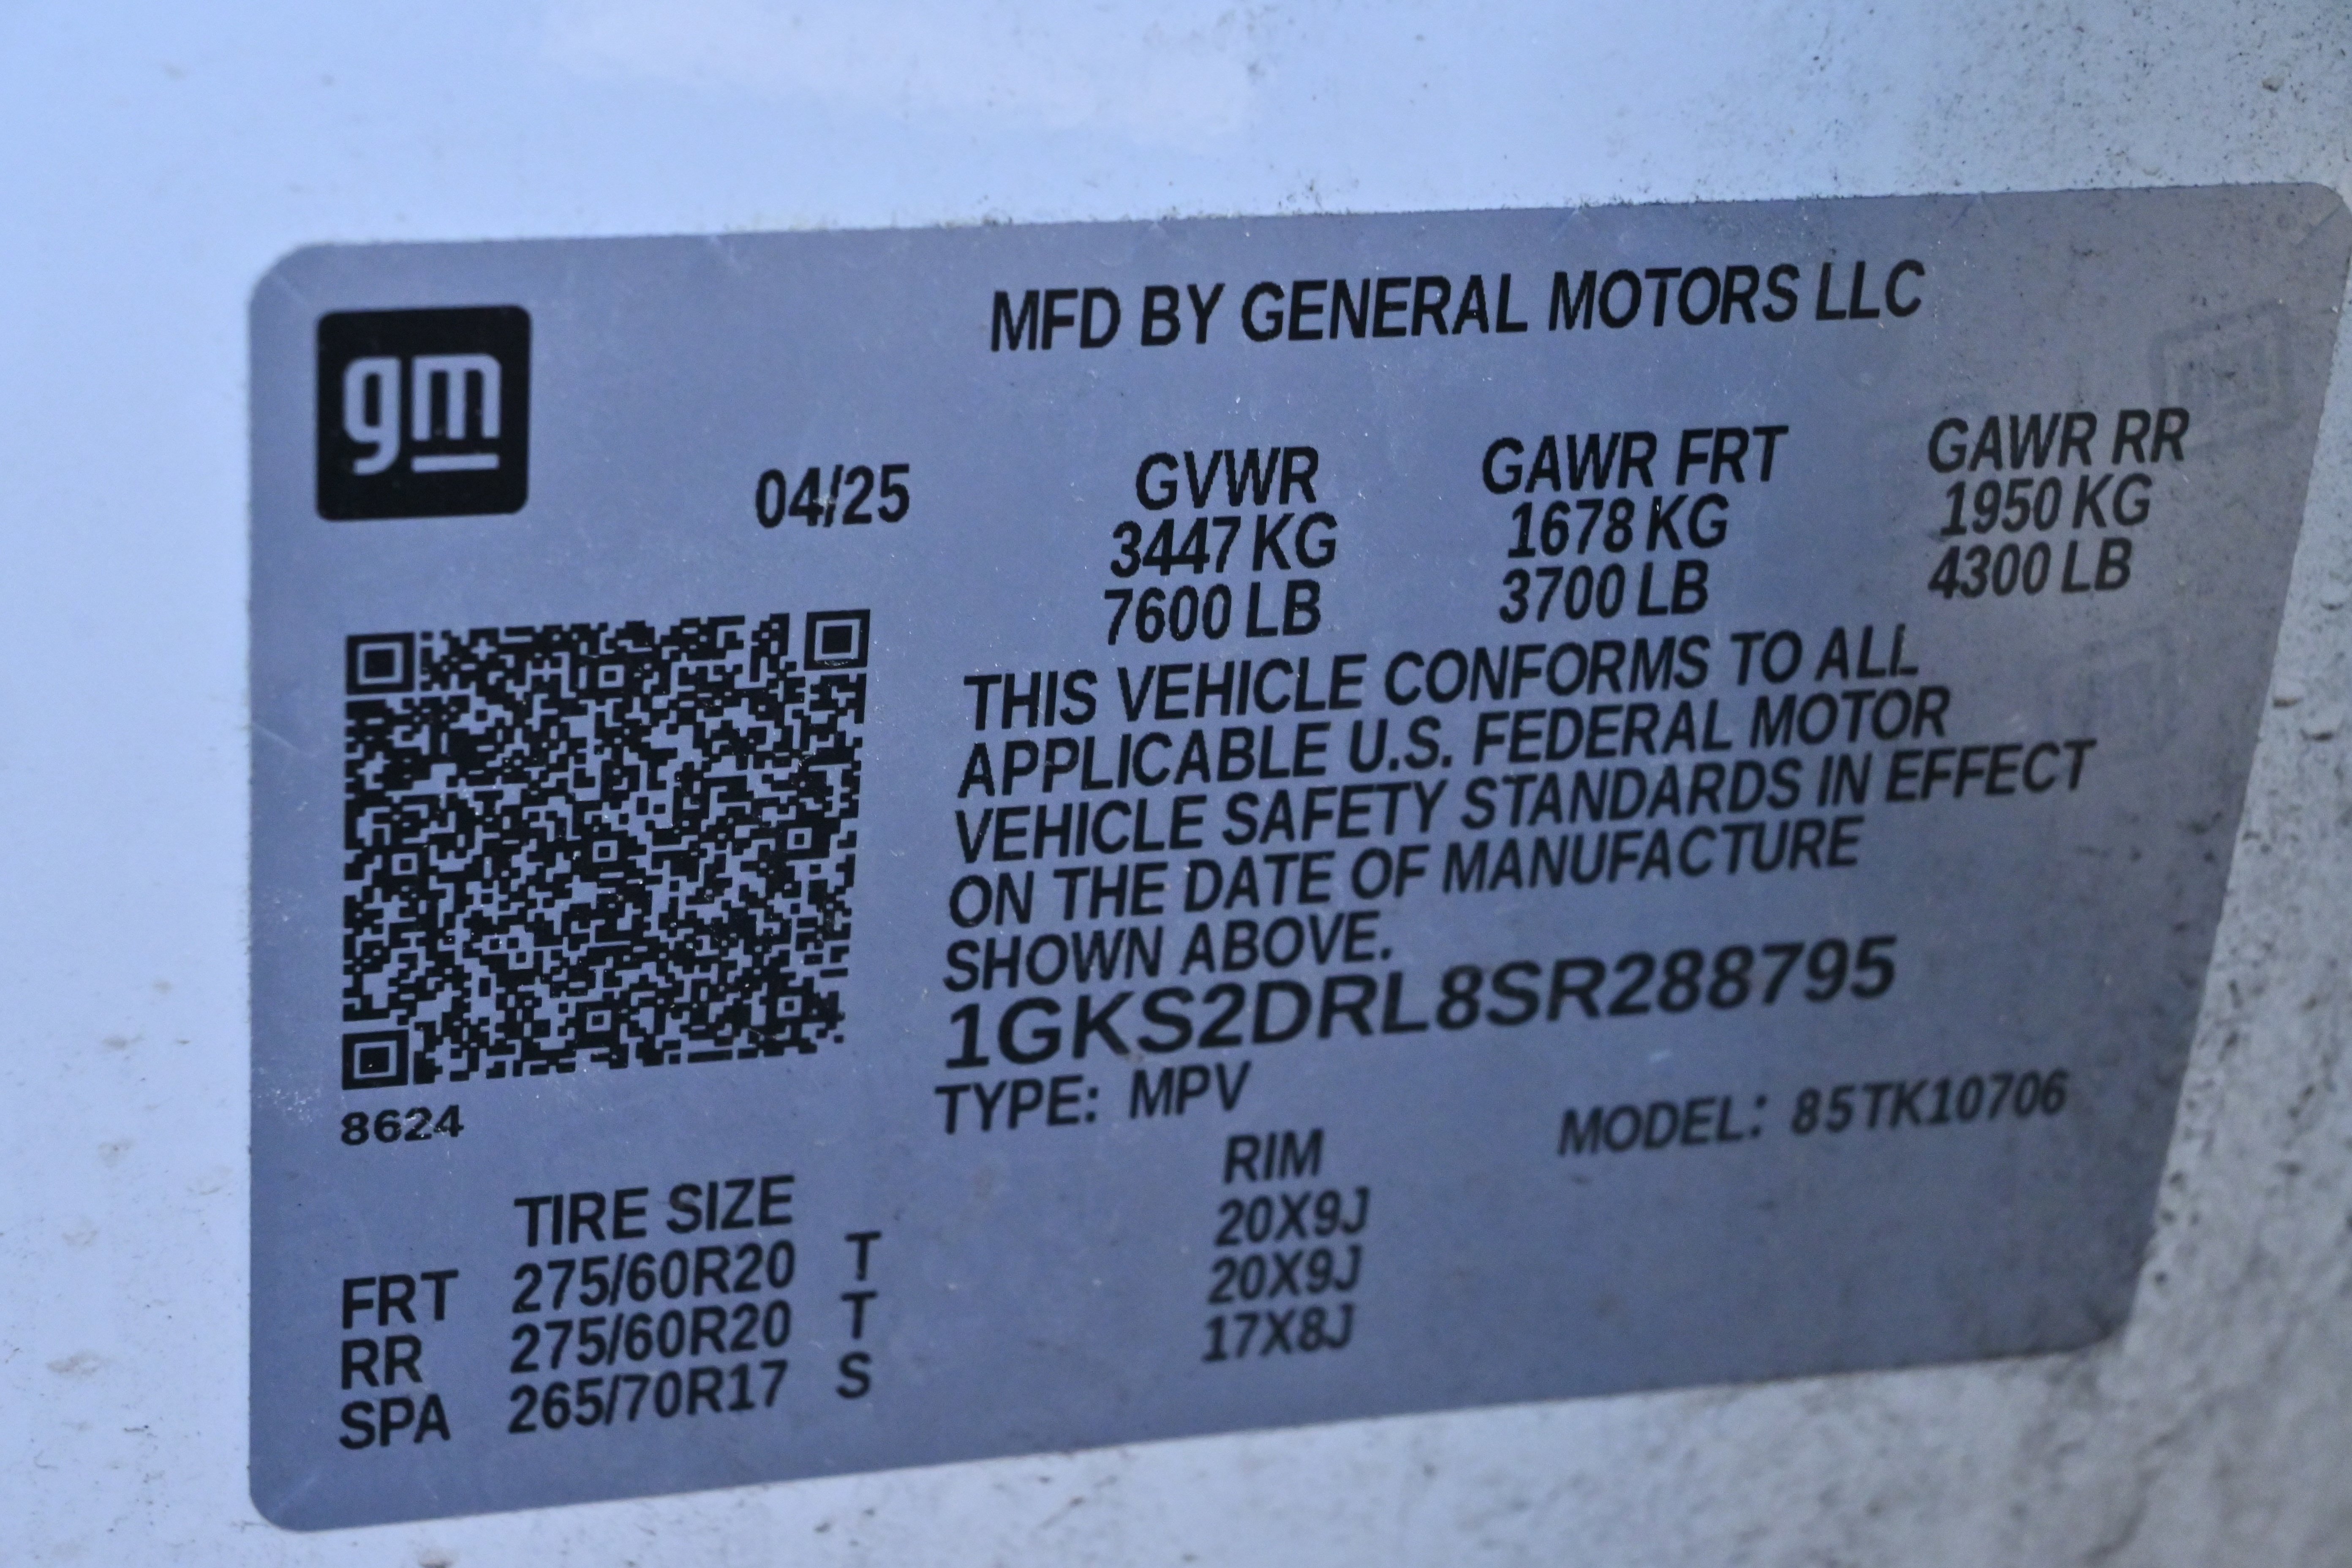 gm
MFD BY GENERAL MOTORS LLC
04/25 GVWR GAWR FRT GAWR RR
3447 KG 1678 KG 1950 KG
7600 LB 3700 LB 4300 LB
THIS VEHICLE CONFORMS TO ALL
APPLICABLE U.S. FEDERAL MOTOR
VEHICLE SAFETY STANDARDS IN EFFECT
ON THE DATE OF MANUFACTURE
SHOWN ABOVE.
1GKS2DRL8SR288795
8624
TYPE: MPV MODEL: 85TK10706
TIRE SIZE RIM
FRT 275/60R20 T 20X9J
RR 275/60R20 T 20X9J
SPA 265/70R17 S 17X8J